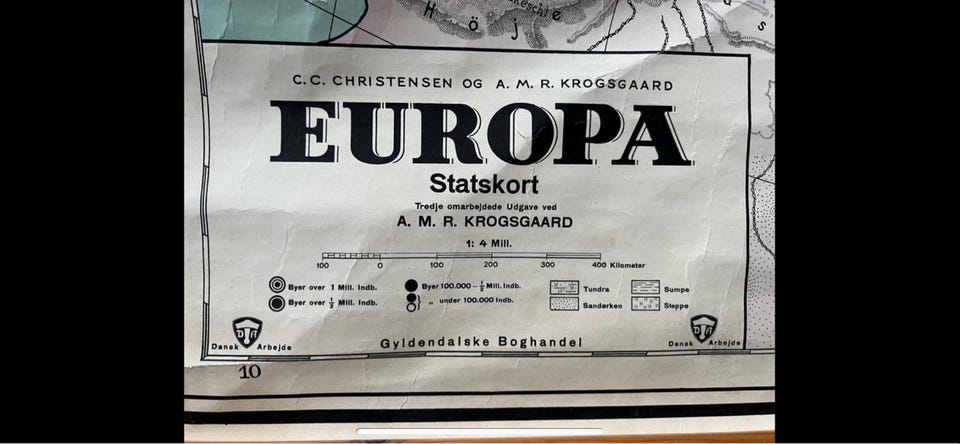 keschle
H ö j
s
C. C. CHRISTENSEN OG A. M. R. KROGSGAARD
EUROPA
Statskort
Tredje omarbejdede Udgave ved
A. M. R. KROGSGAARD
1: 4 Mill.
100 0 100 200 300 400 Kilometer
Byer over 1 Mill. Indb.
Byer over ½ Mill. Indb.
Byer 100.000 – ½ Mill. Indb.
„ under 100.000 Indb.
Tundra
Sandørken
Sumpe
Steppe
D A
Dansk Arbejde
Gyldendalske Boghandel
D A
Dansk Arbejde
10